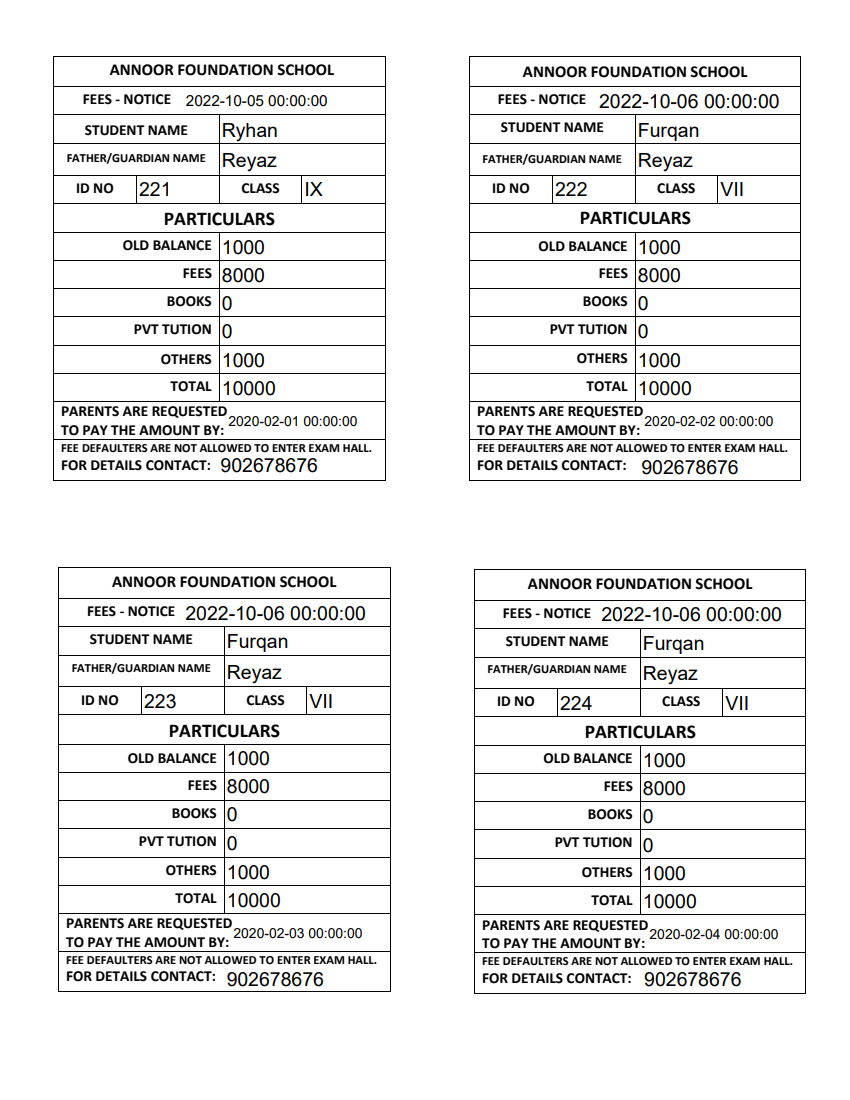 ANNOOR FOUNDATION SCHOOL
FEES - NOTICE 2022-10-05 00:00:00
STUDENT NAME Ryhan
FATHER/GUARDIAN NAME Reyaz
ID NO 221 CLASS IX
PARTICULARS
OLD BALANCE 1000
FEES 8000
BOOKS 0
PVT TUTION 0
OTHERS 1000
TOTAL 10000
PARENTS ARE REQUESTED
TO PAY THE AMOUNT BY: 2020-02-01 00:00:00
FEE DEFAULTERS ARE NOT ALLOWED TO ENTER EXAM HALL.
FOR DETAILS CONTACT: 902678676
ANNOOR FOUNDATION SCHOOL
FEES - NOTICE 2022-10-06 00:00:00
STUDENT NAME Furqan
FATHER/GUARDIAN NAME Reyaz
ID NO 222 CLASS VII
PARTICULARS
OLD BALANCE 1000
FEES 8000
BOOKS 0
PVT TUTION 0
OTHERS 1000
TOTAL 10000
PARENTS ARE REQUESTED
TO PAY THE AMOUNT BY: 2020-02-02 00:00:00
FEE DEFAULTERS ARE NOT ALLOWED TO ENTER EXAM HALL.
FOR DETAILS CONTACT: 902678676
ANNOOR FOUNDATION SCHOOL
FEES - NOTICE 2022-10-06 00:00:00
STUDENT NAME Furqan
FATHER/GUARDIAN NAME Reyaz
ID NO 223 CLASS VII
PARTICULARS
OLD BALANCE 1000
FEES 8000
BOOKS 0
PVT TUTION 0
OTHERS 1000
TOTAL 10000
PARENTS ARE REQUESTED
TO PAY THE AMOUNT BY: 2020-02-03 00:00:00
FEE DEFAULTERS ARE NOT ALLOWED TO ENTER EXAM HALL.
FOR DETAILS CONTACT: 902678676
ANNOOR FOUNDATION SCHOOL
FEES - NOTICE 2022-10-06 00:00:00
STUDENT NAME Furqan
FATHER/GUARDIAN NAME Reyaz
ID NO 224 CLASS VII
PARTICULARS
OLD BALANCE 1000
FEES 8000
BOOKS 0
PVT TUTION 0
OTHERS 1000
TOTAL 10000
PARENTS ARE REQUESTED
TO PAY THE AMOUNT BY: 2020-02-04 00:00:00
FEE DEFAULTERS ARE NOT ALLOWED TO ENTER EXAM HALL.
FOR DETAILS CONTACT: 902678676